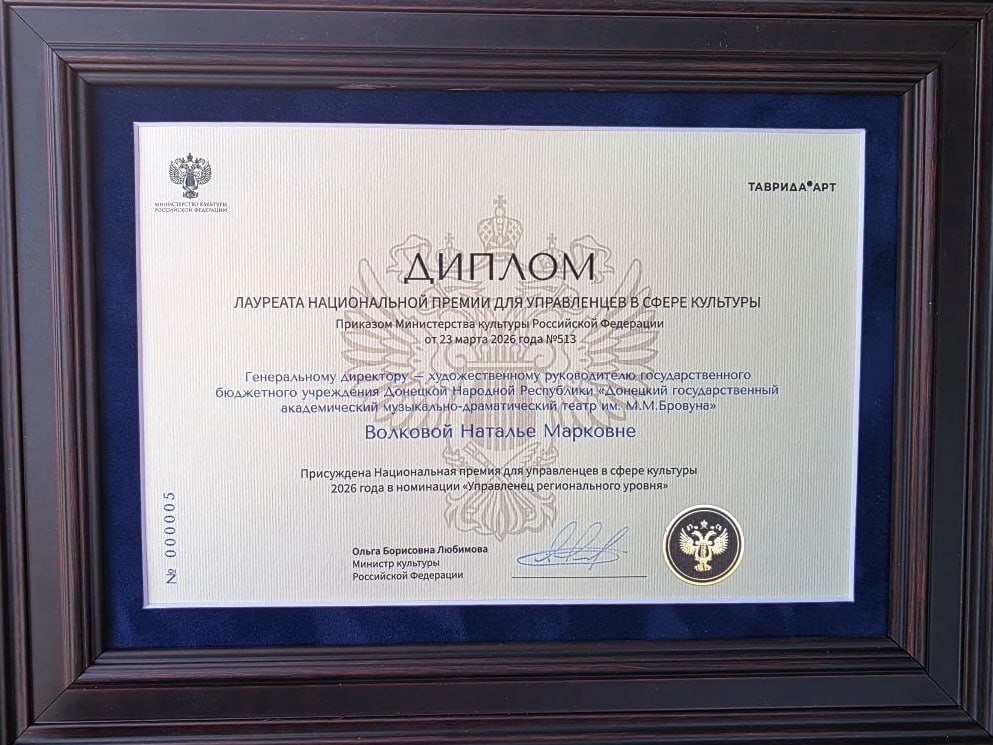 МИНИСТЕРСТВО КУЛЬТУРЫ
РОССИЙСКОЙ ФЕДЕРАЦИИ
ТАВРИДА АРТ
ДИПЛОМ
ЛАУРЕАТА НАЦИОНАЛЬНОЙ ПРЕМИИ ДЛЯ УПРАВЛЕНЦЕВ В СФЕРЕ КУЛЬТУРЫ
Приказом Министерства культуры Российской Федерации
от 23 марта 2026 года №513
Генеральному директору – художественному руководителю государственного
бюджетного учреждения Донецкой Народной Республики «Донецкий государственный
академический музыкально-драматический театр им. М.М.Бровуна»
Волковой Наталье Марковне
Присуждена Национальная премия для управленцев в сфере культуры
2026 года в номинации «Управленец регионального уровня»
№ 000005
Ольга Борисовна Любимова
Министр культуры
Российской Федерации